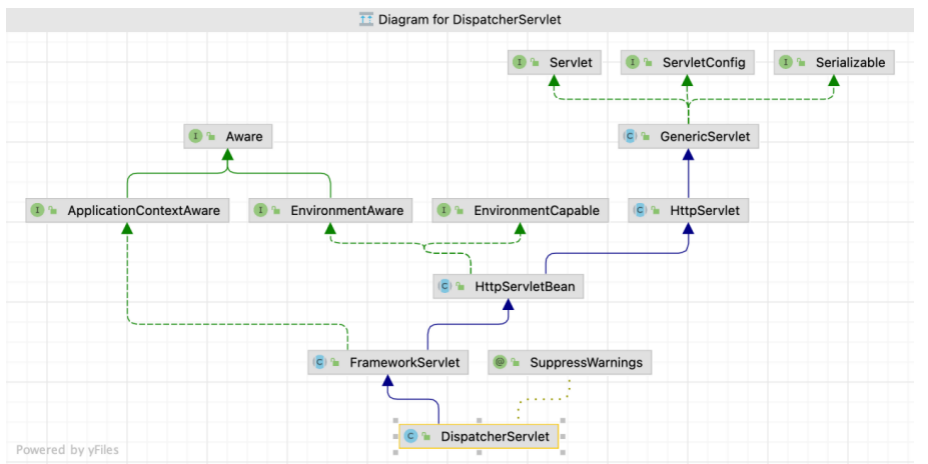 Diagram for DispatcherServlet
I Servlet
I ServletConfig
I Serializable
I Aware
C GenericServlet
I ApplicationContextAware
I EnvironmentAware
I EnvironmentCapable
C HttpServlet
C HttpServletBean
C FrameworkServlet
@ SuppressWarnings
C DispatcherServlet
Powered by yFiles